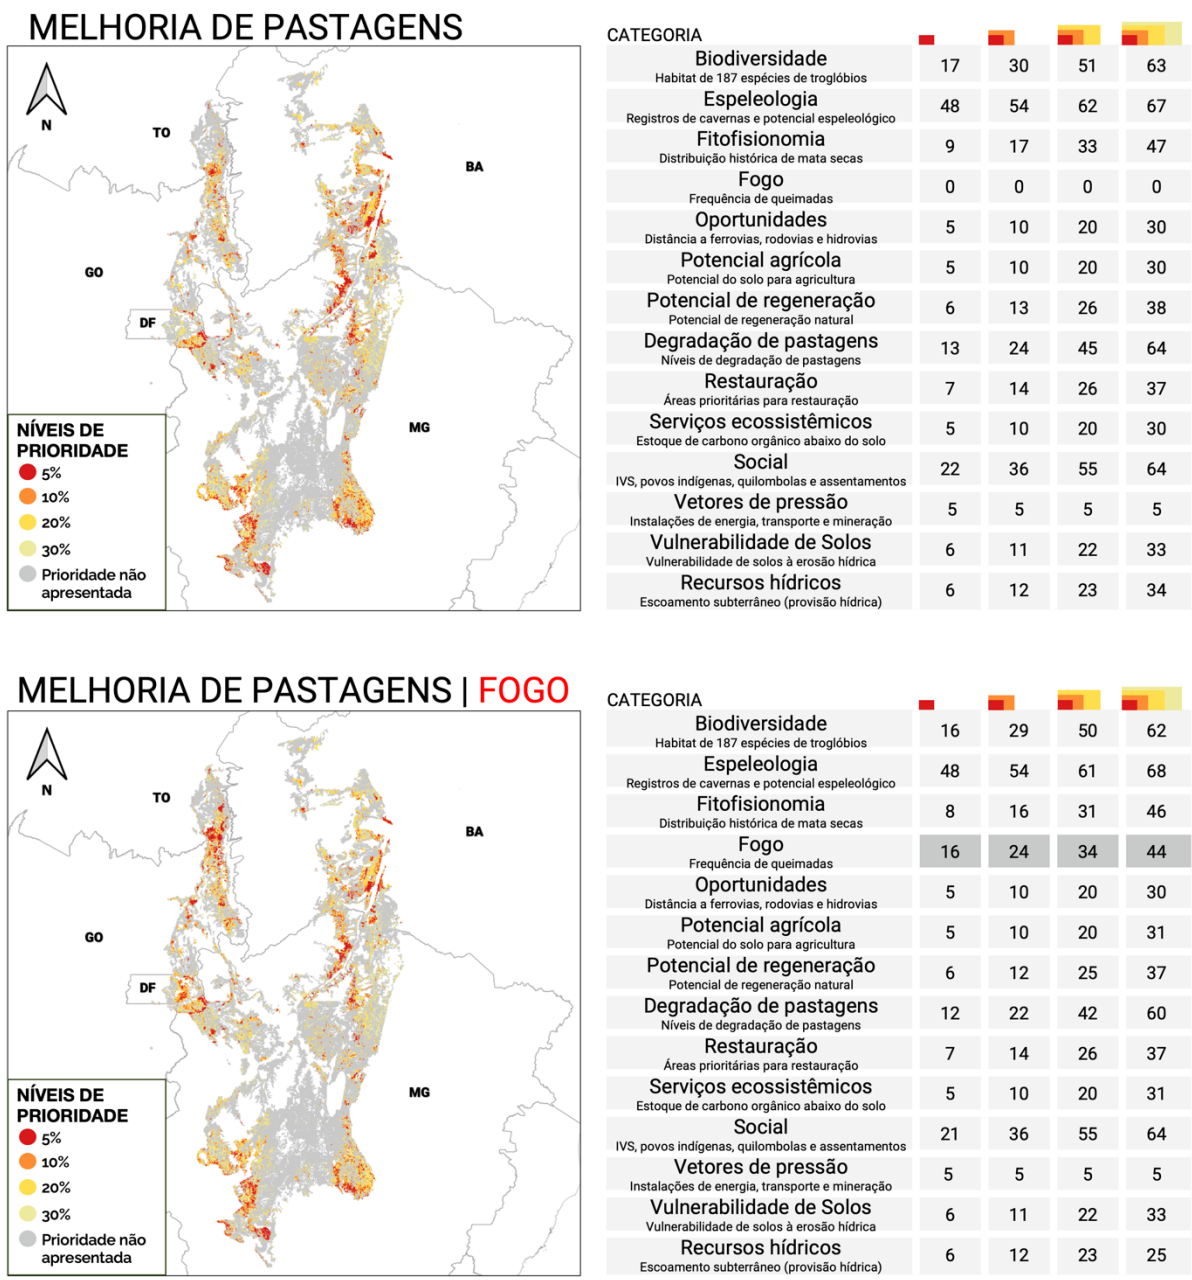 MELHORIA DE PASTAGENS
N
TO
BA
GO
DF
MG
NÍVEIS DE
PRIORIDADE
5%
10%
20%
30%
Prioridade não
apresentada
CATEGORIA
Biodiversidade 17 30 51 63
Habitat de 187 espécies de troglóbios
Espeleologia 48 54 62 67
Registros de cavernas e potencial espeleológico
Fitofisionomia 9 17 33 47
Distribuição histórica de mata secas
Fogo 0 0 0 0
Frequência de queimadas
Oportunidades 5 10 20 30
Distância a ferrovias, rodovias e hidrovias
Potencial agrícola 5 10 20 30
Potencial do solo para agricultura
Potencial de regeneração 6 13 26 38
Potencial de regeneração natural
Degradação de pastagens 13 24 45 64
Níveis de degradação de pastagens
Restauração 7 14 26 37
Áreas prioritárias para restauração
Serviços ecossistêmicos 5 10 20 30
Estoque de carbono orgânico abaixo do solo
Social 22 36 55 64
IVS, povos indígenas, quilombolas e assentamentos
Vetores de pressão 5 5 5 5
Instalações de energia, transporte e mineração
Vulnerabilidade de Solos 6 11 22 33
Vulnerabilidade de solos à erosão hídrica
Recursos hídricos 6 12 23 34
Escoamento subterrâneo (provisão hídrica)
MELHORIA DE PASTAGENS | FOGO
N
TO
BA
GO
DF
MG
NÍVEIS DE
PRIORIDADE
5%
10%
20%
30%
Prioridade não
apresentada
CATEGORIA
Biodiversidade 16 29 50 62
Habitat de 187 espécies de troglóbios
Espeleologia 48 54 61 68
Registros de cavernas e potencial espeleológico
Fitofisionomia 8 16 31 46
Distribuição histórica de mata secas
Fogo 16 24 34 44
Frequência de queimadas
Oportunidades 5 10 20 30
Distância a ferrovias, rodovias e hidrovias
Potencial agrícola 5 10 20 31
Potencial do solo para agricultura
Potencial de regeneração 6 12 25 37
Potencial de regeneração natural
Degradação de pastagens 12 22 42 60
Níveis de degradação de pastagens
Restauração 7 14 26 37
Áreas prioritárias para restauração
Serviços ecossistêmicos 5 10 20 31
Estoque de carbono orgânico abaixo do solo
Social 21 36 55 64
IVS, povos indígenas, quilombolas e assentamentos
Vetores de pressão 5 5 5 5
Instalações de energia, transporte e mineração
Vulnerabilidade de Solos 6 11 22 33
Vulnerabilidade de solos à erosão hídrica
Recursos hídricos 6 12 23 25
Escoamento subterrâneo (provisão hídrica)